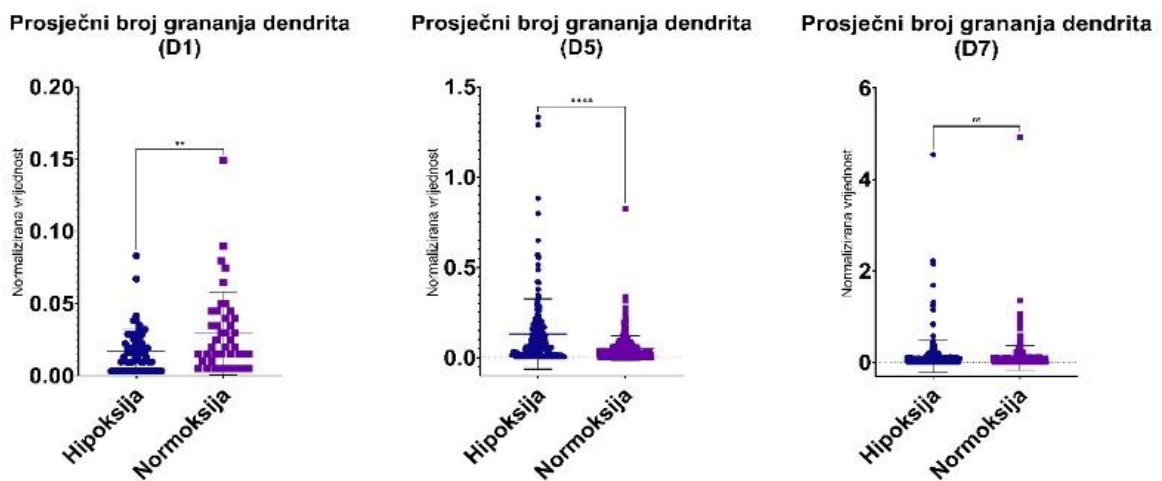 Prosječni broj grananja dendrita
(D1)
Normalizirana vrijednost
0.20
0.15
0.10
0.05
0.00
**
Hipoksija
Normoksija
Prosječni broj grananja dendrita
(D5)
Normalizirana vrijednost
1.5
1.0
0.5
0.0
****
Hipoksija
Normoksija
Prosječni broj grananja dendrita
(D7)
Normalizirana vrijednost
6
4
2
0
ns
Hipoksija
Normoksija